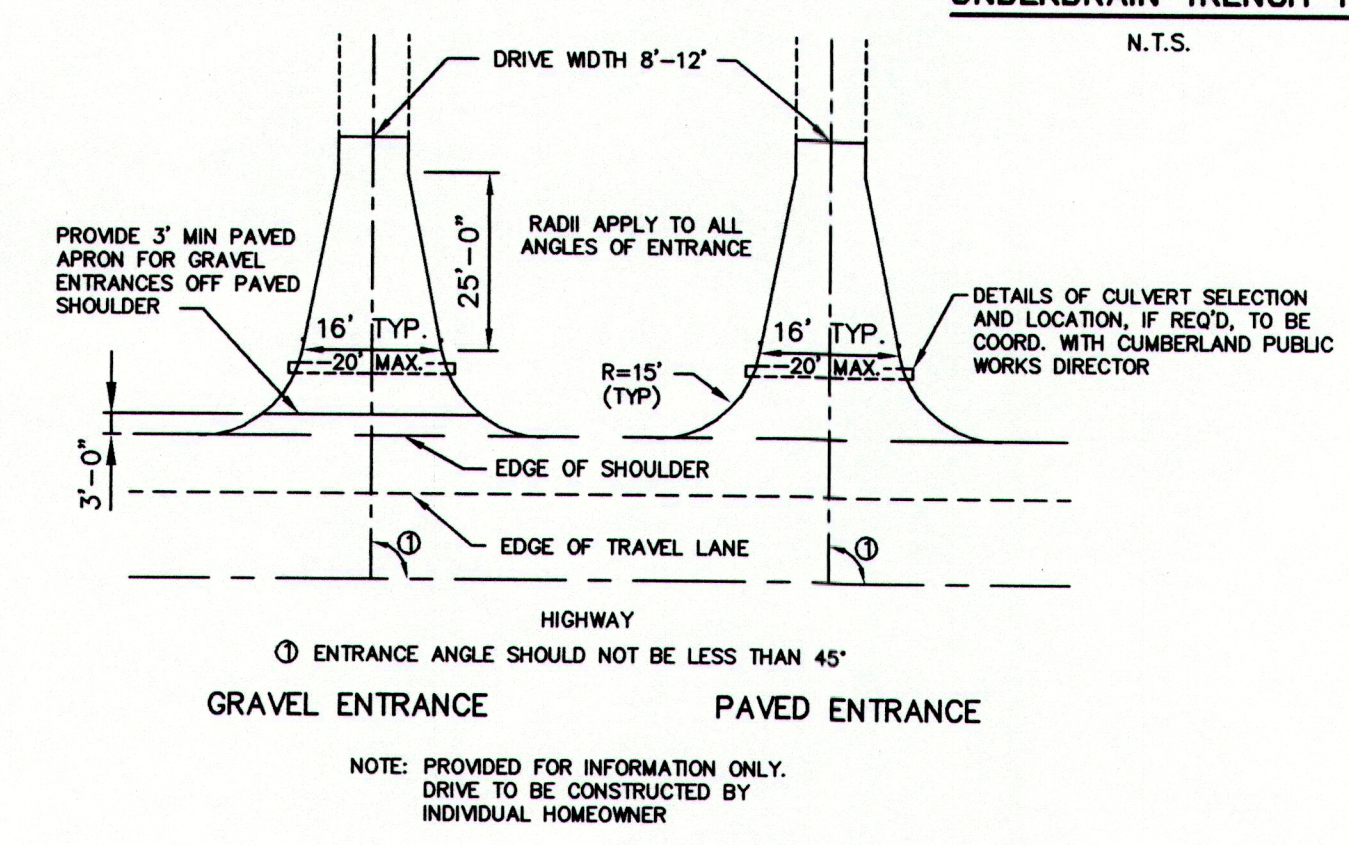 N.T.S.
DRIVE WIDTH 8'-12'
PROVIDE 3' MIN PAVED
APRON FOR GRAVEL
ENTRANCES OFF PAVED
SHOULDER
25'-0"
RADII APPLY TO ALL
ANGLES OF ENTRANCE
16' TYP.
20' MAX.
R=15'
(TYP)
16' TYP.
20' MAX.
DETAILS OF CULVERT SELECTION
AND LOCATION, IF REQ'D, TO BE
COORD. WITH CUMBERLAND PUBLIC
WORKS DIRECTOR
3'-0"
EDGE OF SHOULDER
EDGE OF TRAVEL LANE
①
①
HIGHWAY
① ENTRANCE ANGLE SHOULD NOT BE LESS THAN 45°
GRAVEL ENTRANCE
PAVED ENTRANCE
NOTE: PROVIDED FOR INFORMATION ONLY.
DRIVE TO BE CONSTRUCTED BY
INDIVIDUAL HOMEOWNER